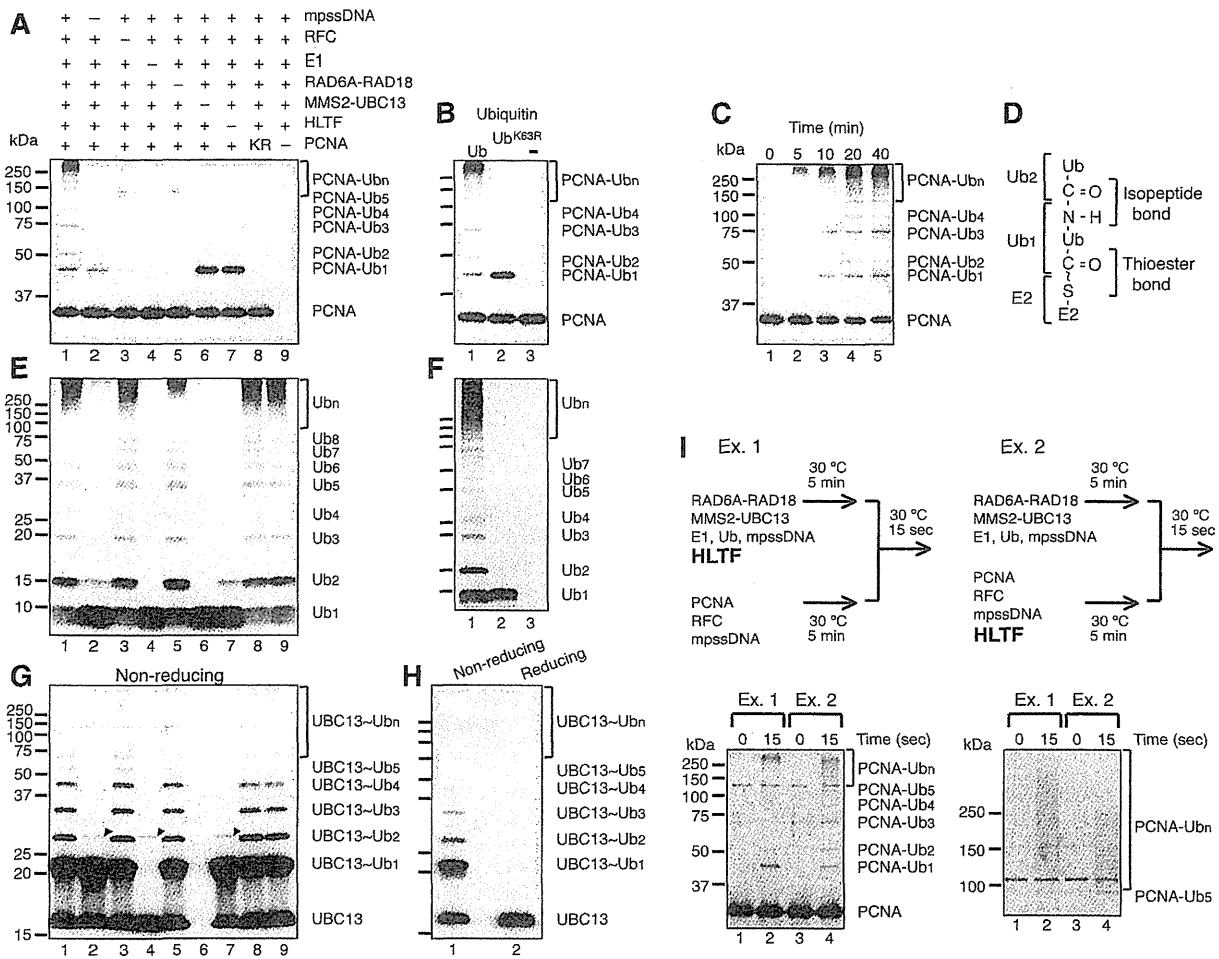 A
+ − + + + + + + + mpssDNA
+ + − + + + + + + RFC
+ + + − + + + + + E1
+ + + + − + + + + RAD6A-RAD18
+ + + + + − + + + MMS2-UBC13
+ + + + + + − + + HLTF
+ + + + + + + KR − PCNA
kDa
250
150
100
75
50
37
PCNA-Ubn
PCNA-Ub5
PCNA-Ub4
PCNA-Ub3
PCNA-Ub2
PCNA-Ub1
PCNA
1 2 3 4 5 6 7 8 9
B
Ubiquitin
Ub UbK63R −
PCNA-Ubn
PCNA-Ub4
PCNA-Ub3
PCNA-Ub2
PCNA-Ub1
PCNA
1 2 3
C
Time (min)
kDa 0 5 10 20 40
250
150
100
75
50
37
PCNA-Ubn
PCNA-Ub4
PCNA-Ub3
PCNA-Ub2
PCNA-Ub1
PCNA
1 2 3 4 5
D
Ub2
Ub1
E2
Ub
C=O
N-H
Ub
C=O
S
E2
Isopeptide
bond
Thioester
bond
E
250
150
100
75
50
37
25
20
15
10
Ubn
Ub8
Ub7
Ub6
Ub5
Ub4
Ub3
Ub2
Ub1
1 2 3 4 5 6 7 8 9
F
Ubn
Ub7
Ub6
Ub5
Ub4
Ub3
Ub2
Ub1
1 2 3
G
Non-reducing
250
150
100
75
50
37
25
20
15
UBC13~Ubn
UBC13~Ub5
UBC13~Ub4
UBC13~Ub3
UBC13~Ub2
UBC13~Ub1
UBC13
1 2 3 4 5 6 7 8 9
H
Non-reducing
Reducing
UBC13~Ubn
UBC13~Ub5
UBC13~Ub4
UBC13~Ub3
UBC13~Ub2
UBC13~Ub1
UBC13
1 2
I
Ex. 1
30 ºC
5 min
RAD6A-RAD18
MMS2-UBC13
E1, Ub, mpssDNA
HLTF
30 ºC
15 sec
PCNA
RFC
mpssDNA
30 ºC
5 min
Ex. 2
30 ºC
5 min
RAD6A-RAD18
MMS2-UBC13
E1, Ub, mpssDNA
30 ºC
15 sec
PCNA
RFC
mpssDNA
HLTF
30 ºC
5 min
Ex. 1 Ex. 2
kDa 0 15 0 15 Time (sec)
250
150
100
75
50
37
PCNA-Ubn
PCNA-Ub5
PCNA-Ub4
PCNA-Ub3
PCNA-Ub2
PCNA-Ub1
PCNA
1 2 3 4
Ex. 1 Ex. 2
kDa 0 15 0 15 Time (sec)
250
150
100
PCNA-Ubn
PCNA-Ub5
1 2 3 4